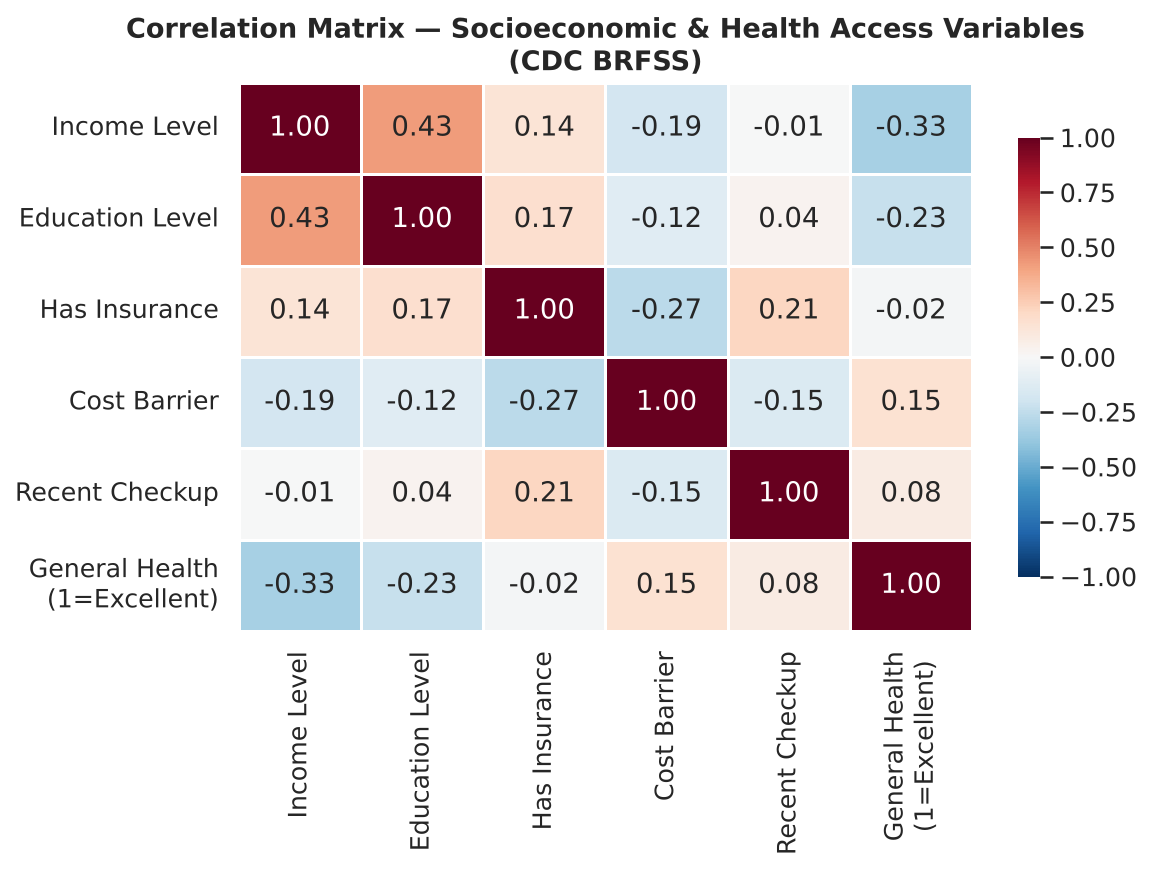 Correlation Matrix — Socioeconomic & Health Access Variables
(CDC BRFSS)
Income Level 1.00 0.43 0.14 -0.19 -0.01 -0.33
Education Level 0.43 1.00 0.17 -0.12 0.04 -0.23
Has Insurance 0.14 0.17 1.00 -0.27 0.21 -0.02
Cost Barrier -0.19 -0.12 -0.27 1.00 -0.15 0.15
Recent Checkup -0.01 0.04 0.21 -0.15 1.00 0.08
General Health
(1=Excellent) -0.33 -0.23 -0.02 0.15 0.08 1.00
Income Level
Education Level
Has Insurance
Cost Barrier
Recent Checkup
General Health
(1=Excellent)
1.00
0.75
0.50
0.25
0.00
−0.25
−0.50
−0.75
−1.00